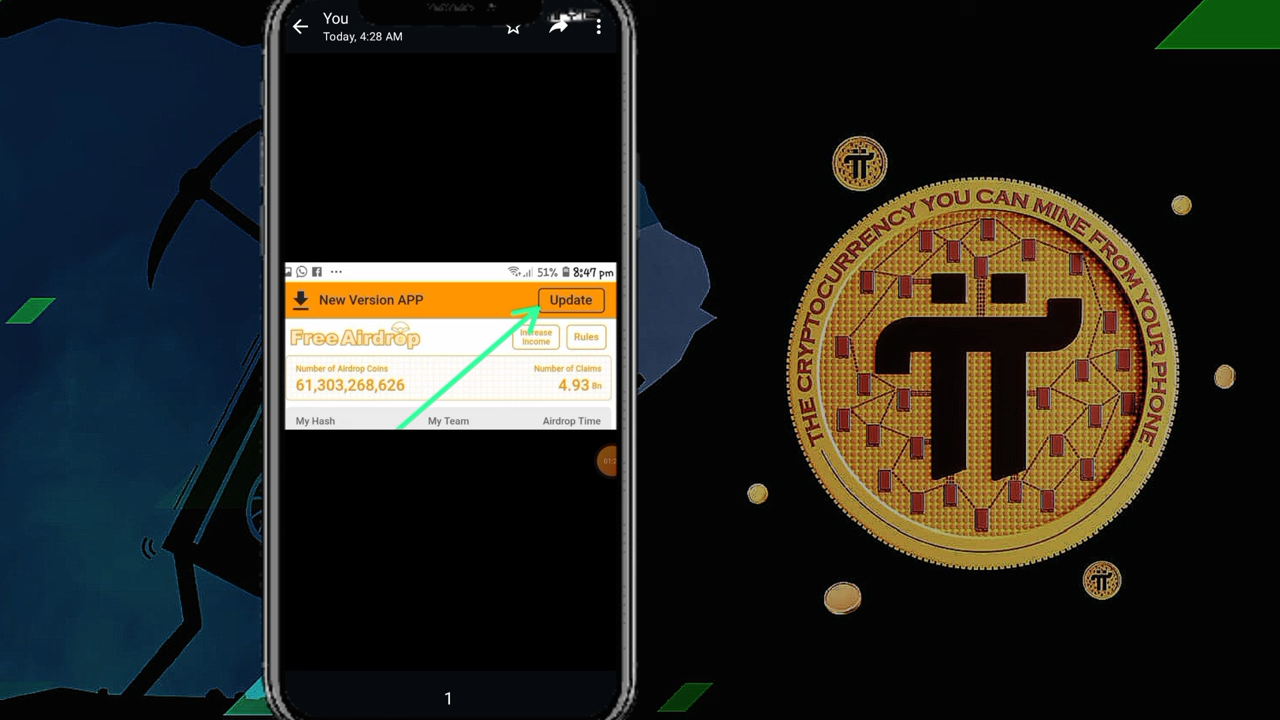 You
Today, 4:28 AM
51% 8:47 pm
New Version APP
Update
Free Airdrop
Increase
Income
Rules
Number of Airdrop Coins
Number of Claims
61,303,268,626
4.93 Bn
My Hash
My Team
Airdrop Time
1
THE CRYPTOCURRENCY YOU CAN MINE FROM YOUR PHONE